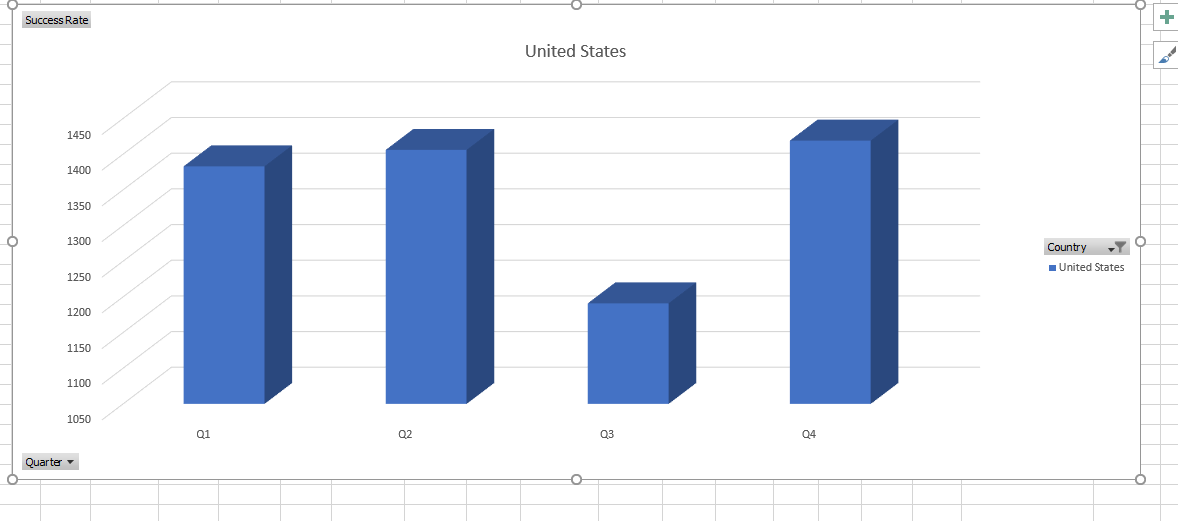 Success Rate
United States
1450
1400
1350
1300
1250
1200
1150
1100
1050
Q1 Q2 Q3 Q4
Country
United States
Quarter